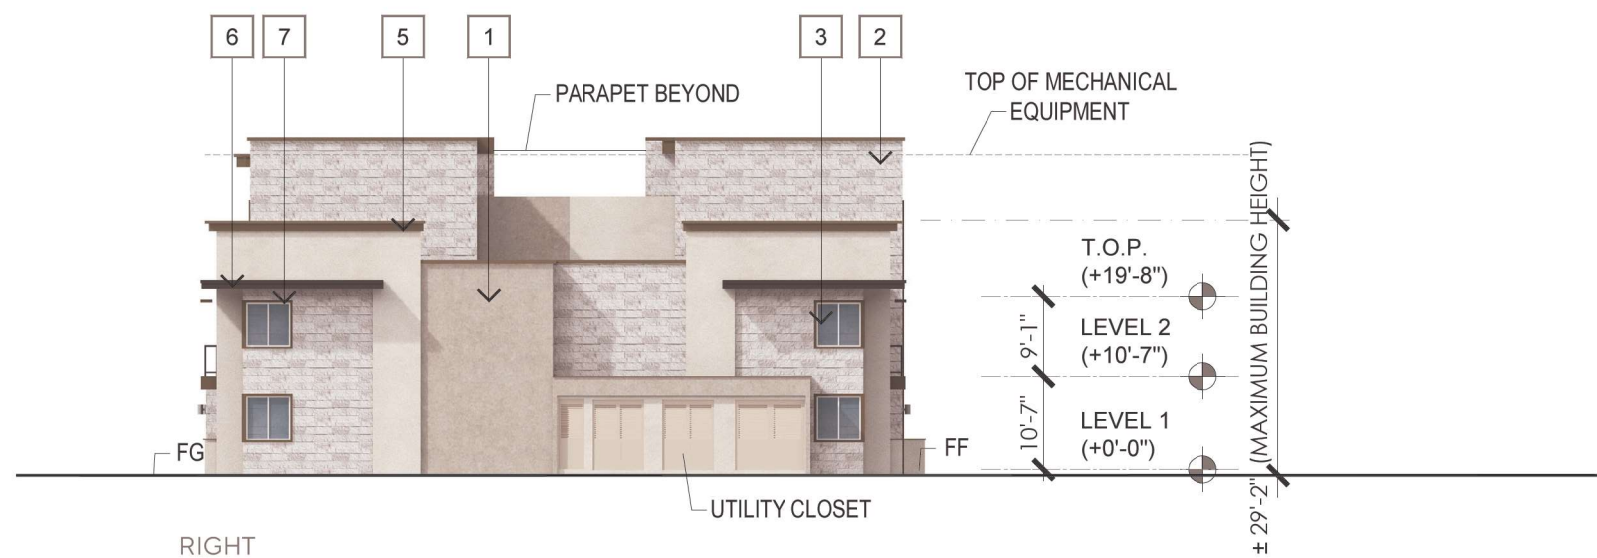 6
7
5
1
3
2
PARAPET BEYOND
TOP OF MECHANICAL
EQUIPMENT
T.O.P.
(+19'-8")
LEVEL 2
(+10'-7")
LEVEL 1
(+0'-0")
9'-1"
10'-7"
± 29'-2" (MAXIMUM BUILDING HEIGHT)
FG
FF
UTILITY CLOSET
RIGHT